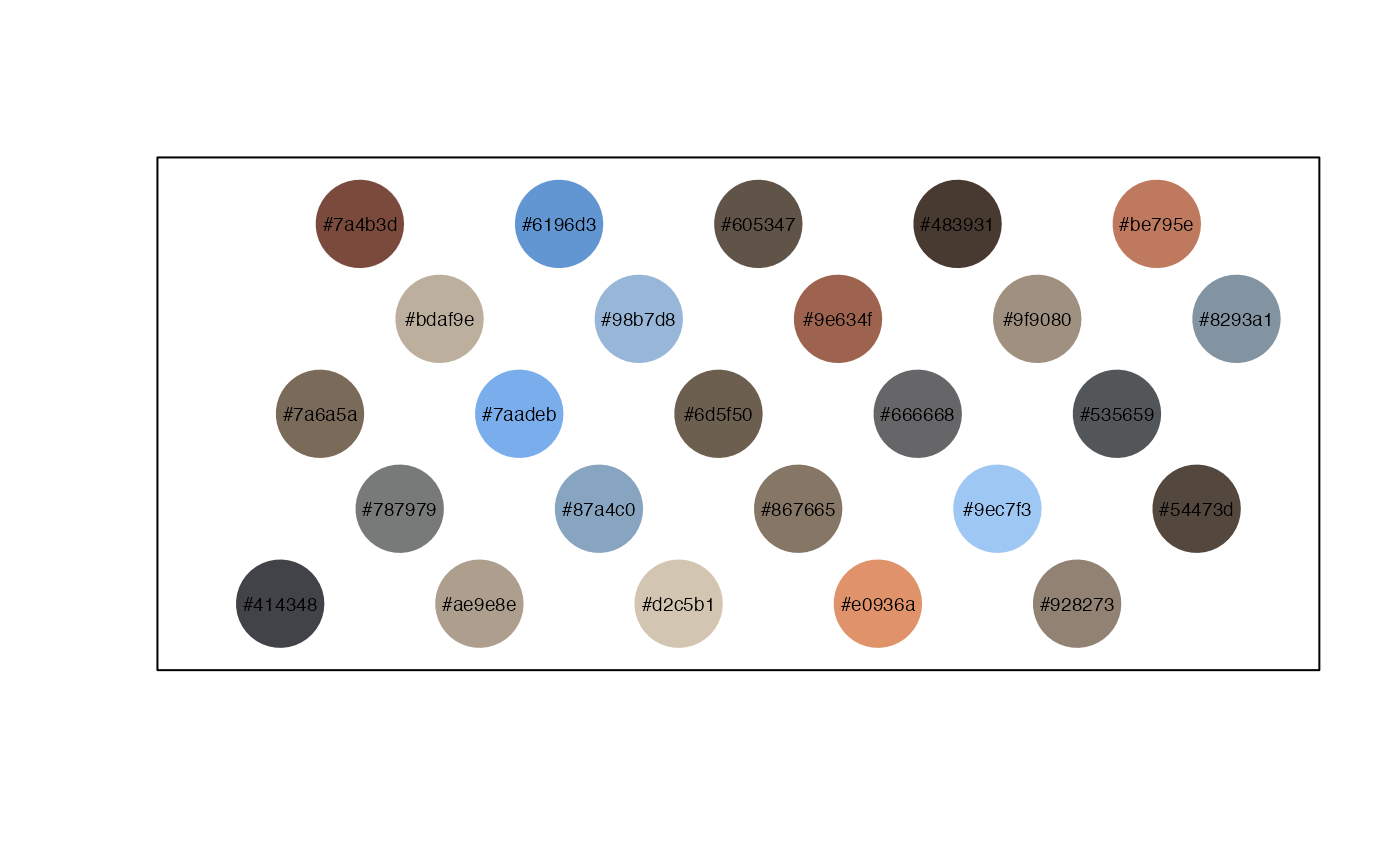 #7a4b3d #6196d3 #605347 #483931 #be795e
#bdaf9e #98b7d8 #9e634f #9f9080 #8293a1
#7a6a5a #7aadeb #6d5f50 #666668 #535659
#787979 #87a4c0 #867665 #9ec7f3 #54473d
#414348 #ae9e8e #d2c5b1 #e0936a #928273